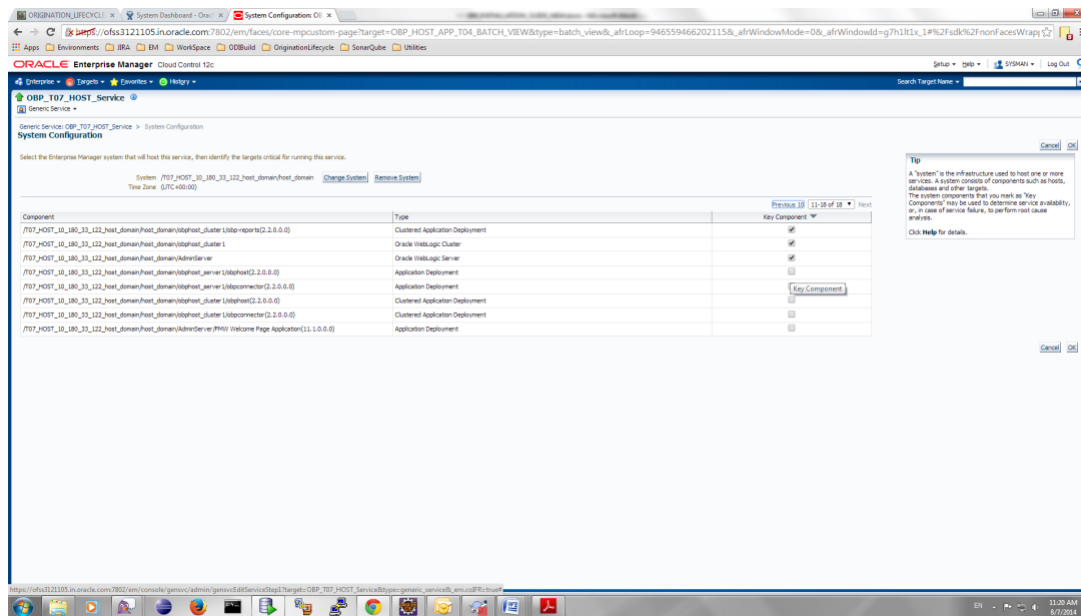 ORIGINATION_LIFECYCLE
System Dashboard - Orac
System Configuration: OB
https://ofss3121105.in.oracle.com:7802/em/faces/core-mpcustom-page?target=OBP_HOST_APP_T04_BATCH_VIEW&type=batch_view&_afrLoop=946559466202115&_afrWindowMode=0&_afrWindowId=g7h1lt1x_1#%2Fsdk%2FnonFacesWrap
Apps Environments JIRA EM WorkSpace ODIBuild OriginationLifecycle SonarQube Utilities
ORACLE Enterprise Manager Cloud Control 12c
Setup Help SYSMAN Log Out
Enterprise Targets Favorites History
Search Target Name
OBP_T07_HOST_Service
Generic Service
Generic Service: OBP_T07_HOST_Service > System Configuration
System Configuration
Cancel OK
Select the Enterprise Manager system that will host this service, then identify the targets critical for running this service.
System /T07_HOST_10_180_33_122_host_domain/host_domain Change System Remove System
Time Zone (UTC+00:00)
Tip
A "system" is the infrastructure used to host one or more
services. A system consists of components such as hosts,
databases and other targets.
The system components that you mark as "Key
Components" may be used to determine service availability,
or, in case of service failure, to perform root cause
analysis.
Click Help for details.
Previous 10 11-18 of 18 Next
Component Type Key Component
/T07_HOST_10_180_33_122_host_domain/host_domain/obphost_cluster1/obp-reports(2.2.0.0.0) Clustered Application Deployment
/T07_HOST_10_180_33_122_host_domain/host_domain/obphost_cluster1 Oracle WebLogic Cluster
/T07_HOST_10_180_33_122_host_domain/host_domain/AdminServer Oracle WebLogic Server
/T07_HOST_10_180_33_122_host_domain/host_domain/obphost_server1/obphost(2.2.0.0.0) Application Deployment
/T07_HOST_10_180_33_122_host_domain/host_domain/obphost_server1/obpconnector(2.2.0.0.0) Application Deployment
Key Component
/T07_HOST_10_180_33_122_host_domain/host_domain/obphost_cluster1/obphost(2.2.0.0.0) Clustered Application Deployment
/T07_HOST_10_180_33_122_host_domain/host_domain/obphost_cluster1/obpconnector(2.2.0.0.0) Clustered Application Deployment
/T07_HOST_10_180_33_122_host_domain/host_domain/AdminServer/FMW Welcome Page Application(11.1.0.0.0) Application Deployment
Cancel OK
https://ofss3121105.in.oracle.com:7802/em/console/gensvc/admin/gensvcEditServiceStep1?target=OBP_T07_HOST_Service&type=generic_service&_em.coBFR=true#
EN
11:20 AM
8/7/2014